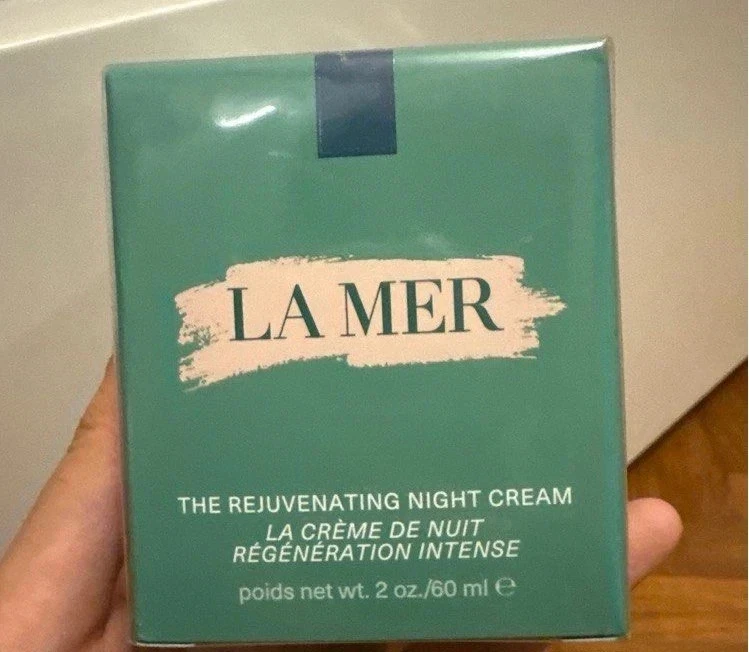 LA MER
THE REJUVENATING NIGHT CREAM
LA CRÈME DE NUIT
RÉGÉNÉRATION INTENSE
poids net wt. 2 oz./60 ml ℮